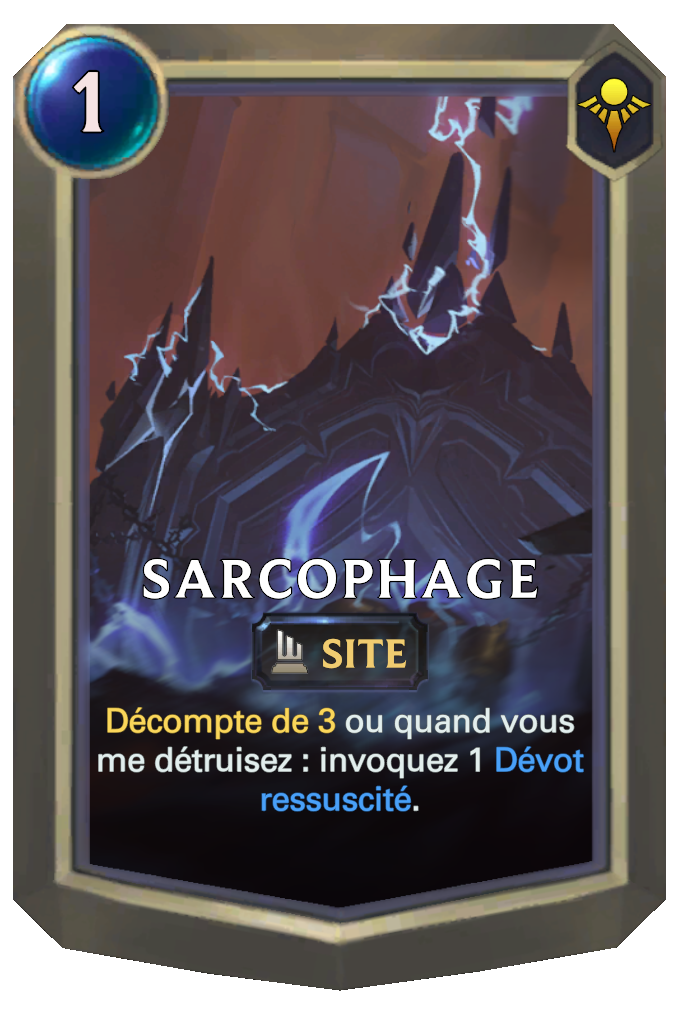 1
SARCOPHAGE
SITE
Décompte de 3 ou quand vous
me détruisez : invoquez 1 Dévot
ressuscité.